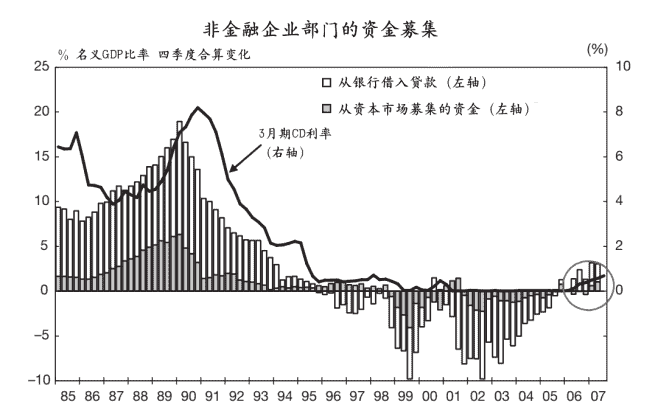 非金融企业部门的资金募集
% 名义GDP比率 四季度合算变化
(%)
25
20
15
10
5
0
−5
−10
10
8
6
4
2
0
从银行借入贷款（左轴）
从资本市场募集的资金（左轴）
3月期CD利率
（右轴）
85 86 87 88 89 90 91 92 93 94 95 96 97 98 99 00 01 02 03 04 05 06 07